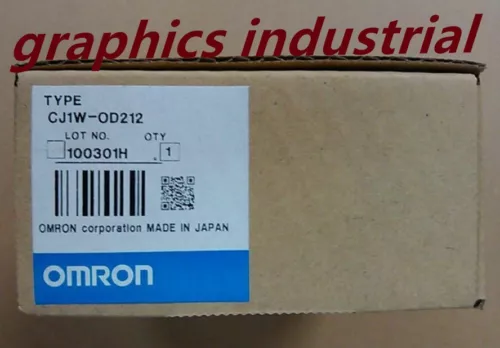 graphics industrial
TYPE
CJ1W-OD212
LOT NO. QTY
100301H 1
OMRON corporation MADE IN JAPAN
OMRON